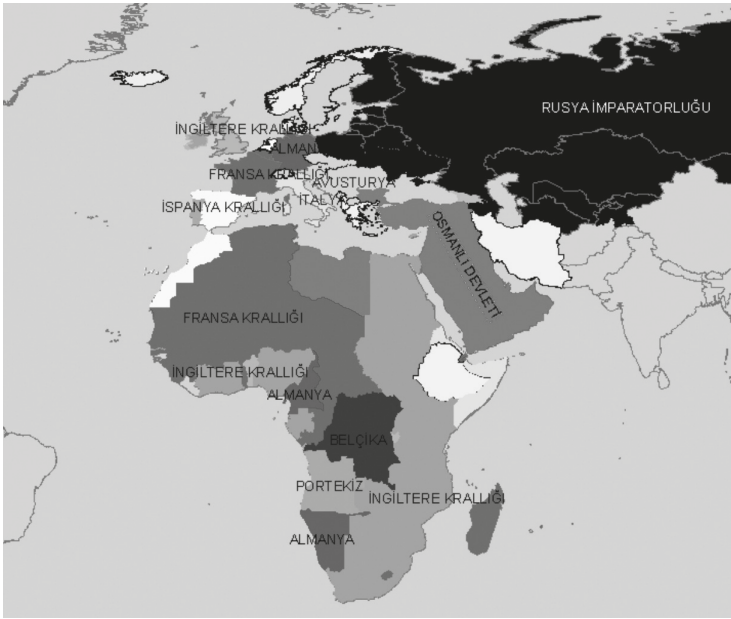 RUSYA İMPARATORLUĞU
İNGİLTERE KRALLIĞI
ALMAN
FRANSA KRALLIĞI
AVUSTURYA
İTALYA
İSPANYA KRALLIĞI
OSMANLI DEVLETİ
FRANSA KRALLIĞI
İNGİLTERE KRALLIĞI
ALMANYA
BELÇİKA
PORTEKİZ
İNGİLTERE KRALLIĞI
ALMANYA